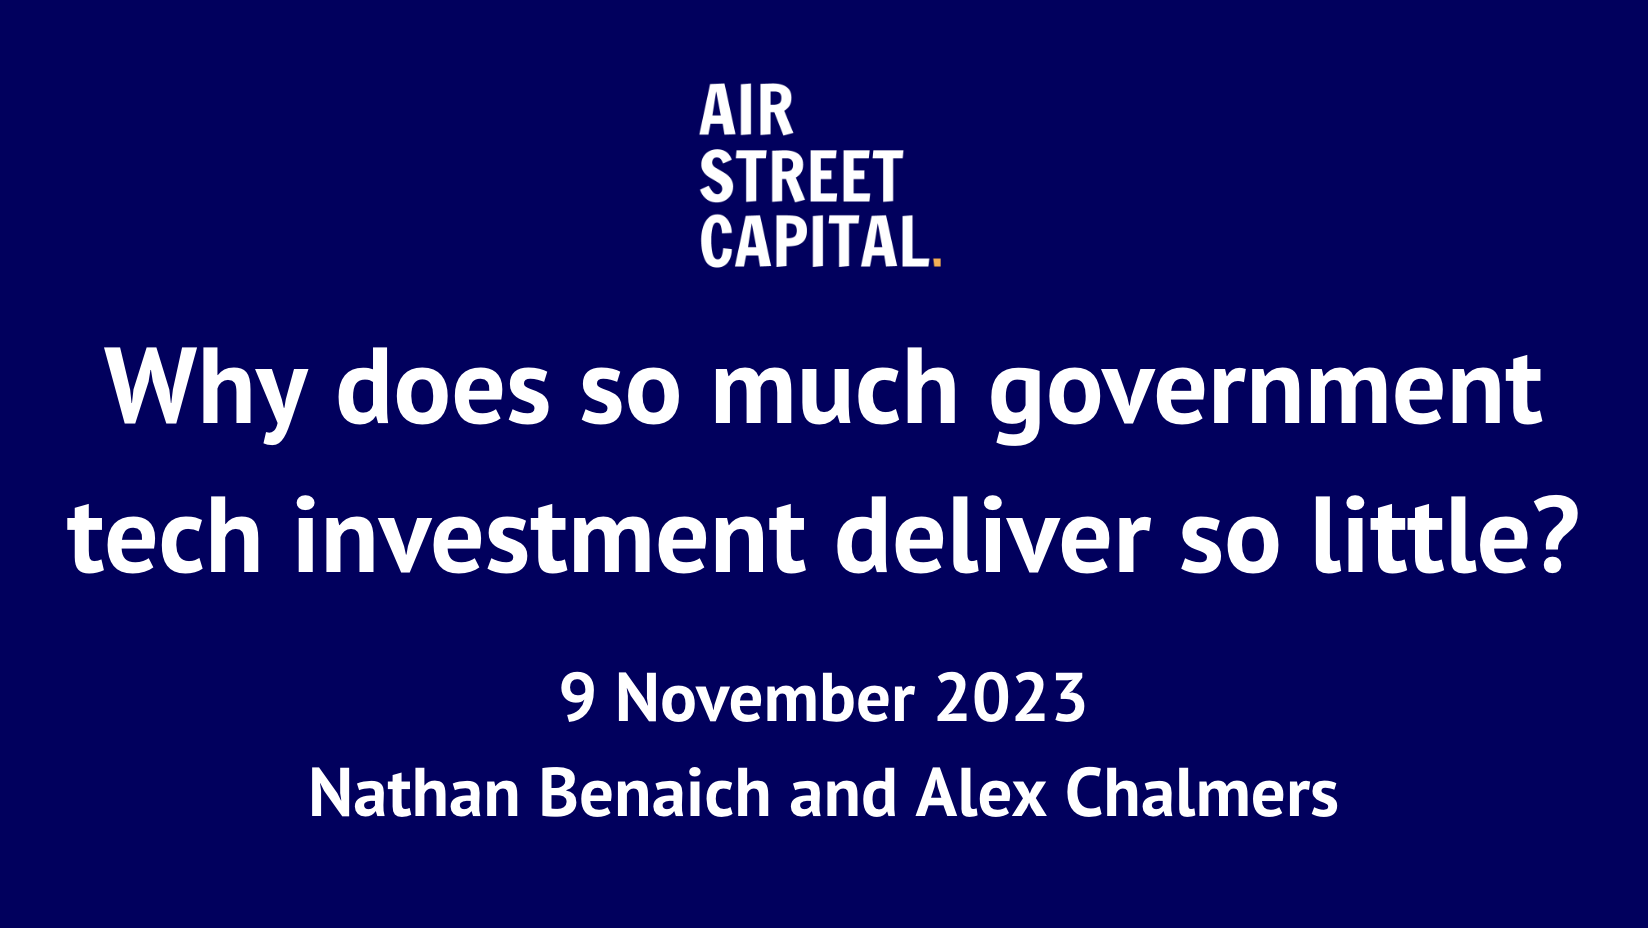 AIR
STREET
CAPITAL.
Why does so much government
tech investment deliver so little?
9 November 2023
Nathan Benaich and Alex Chalmers